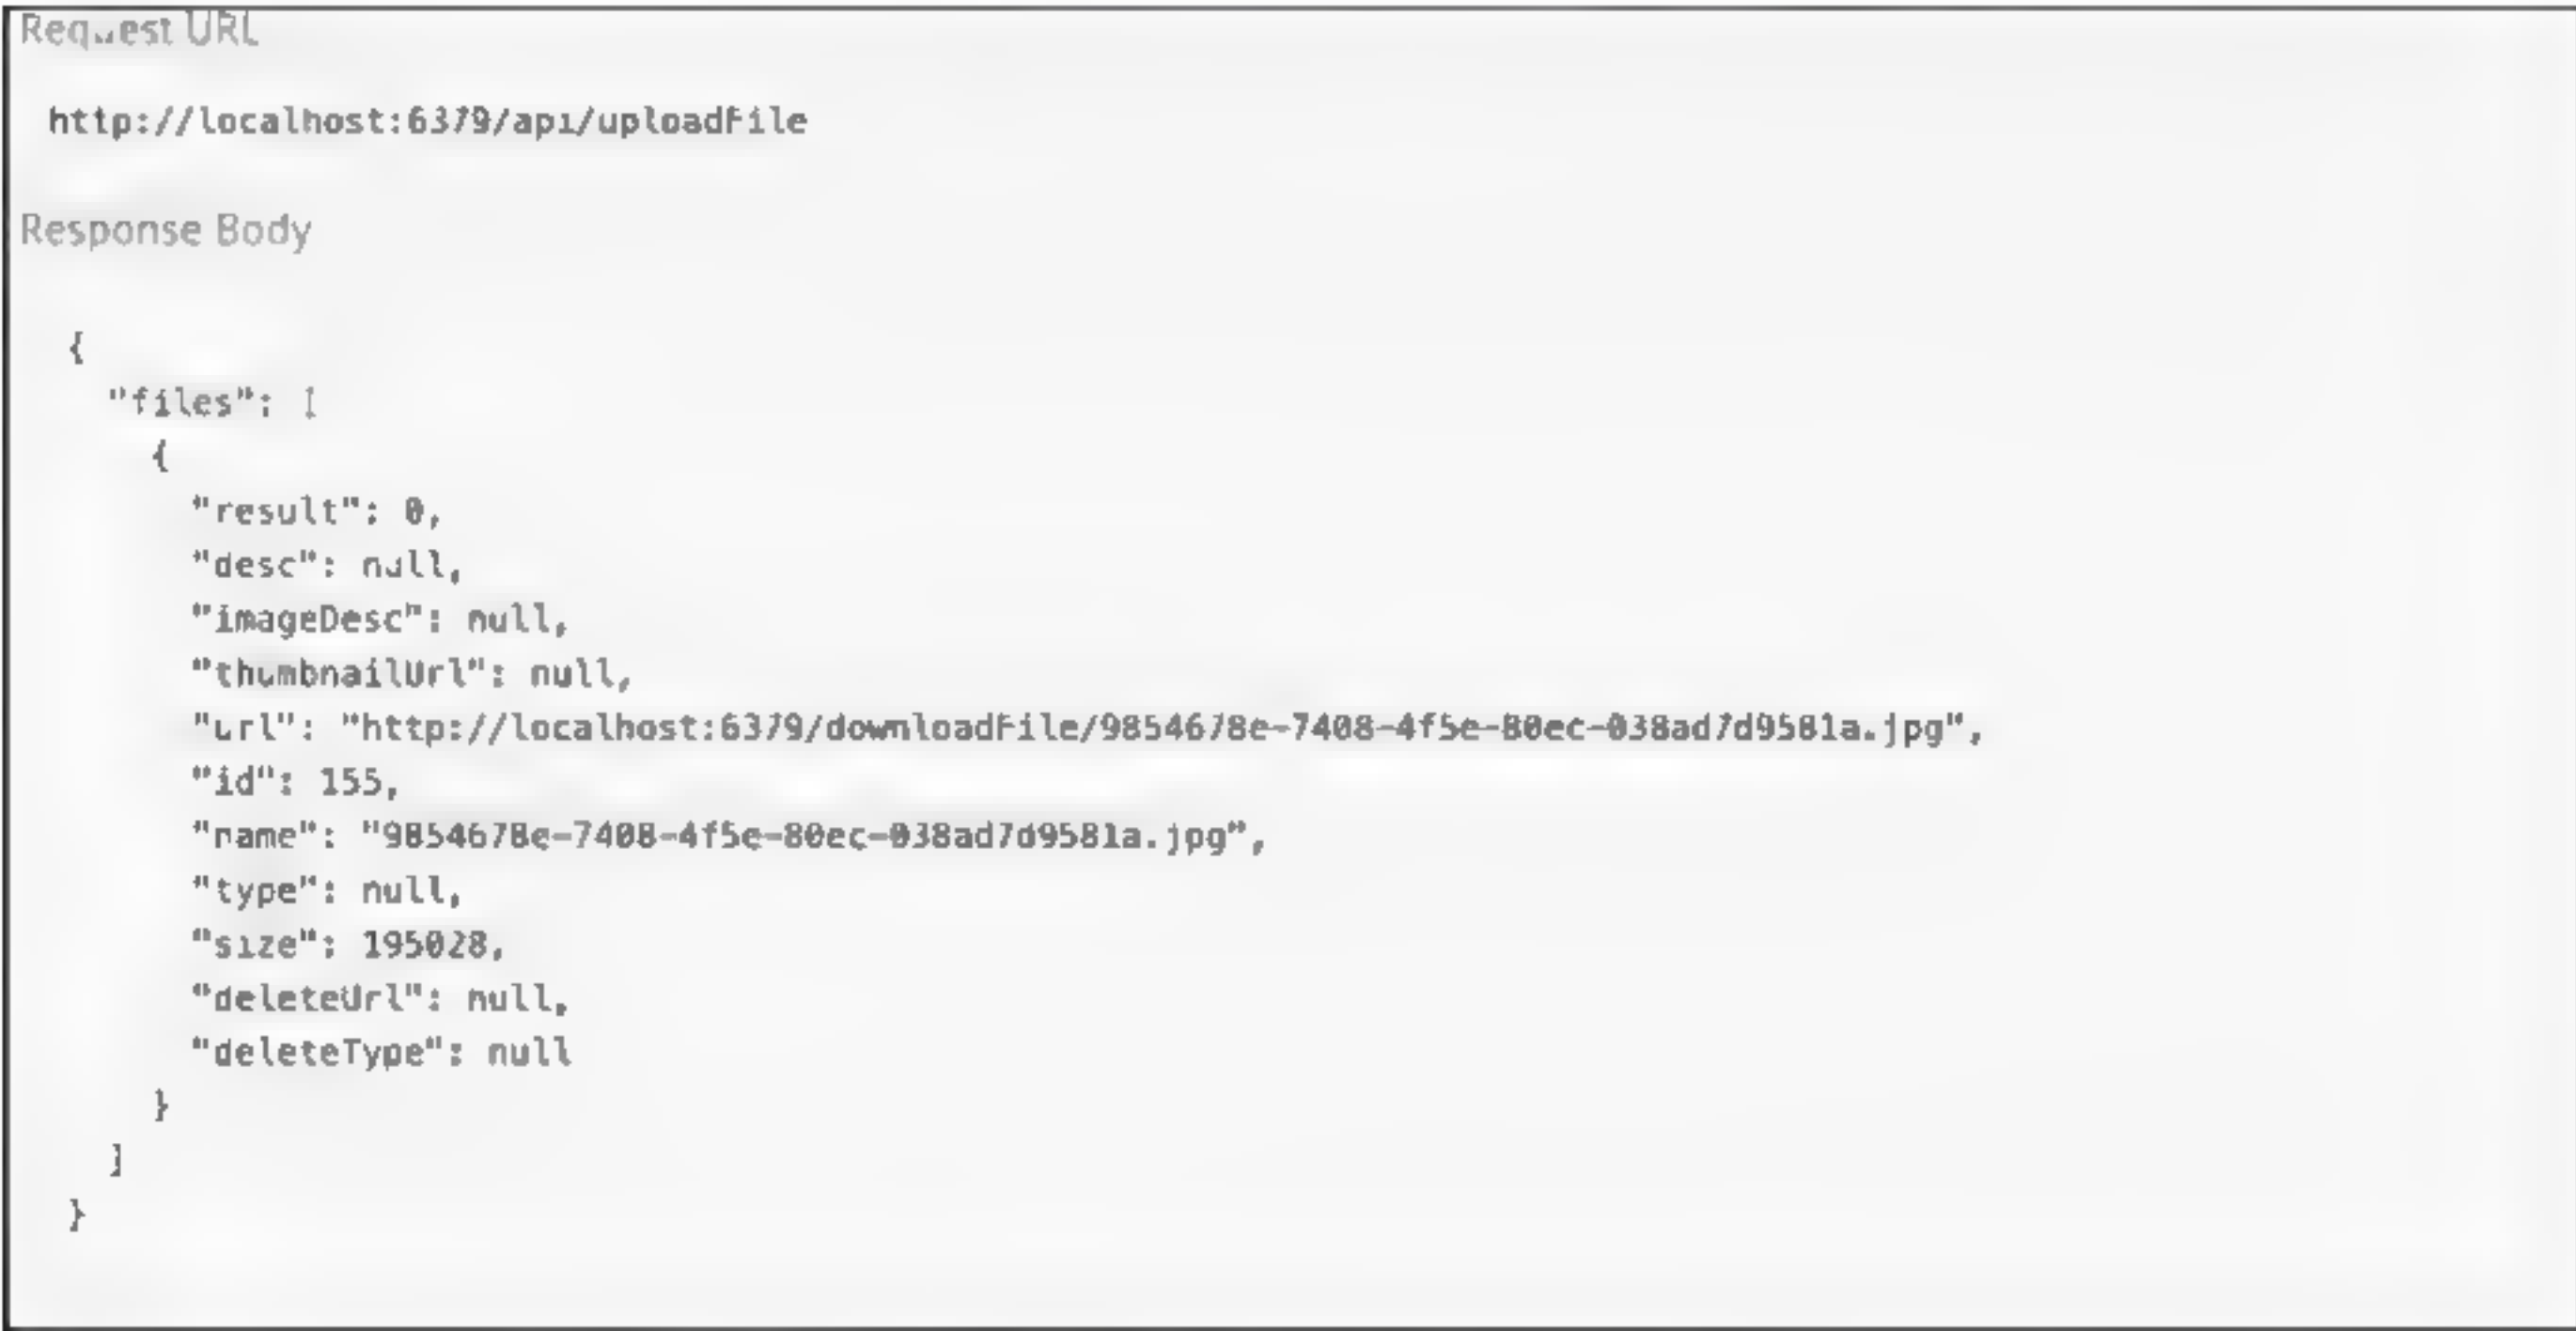 Request URL
http://localhost:6379/api/uploadFile
Response Body
{
"files": [
{
"result": 0,
"desc": null,
"imageDesc": null,
"thumbnailUrl": null,
"url": "http://localhost:6379/downloadFile/9854678e-7408-4f5e-80ec-038ad7d9581a.jpg",
"id": 155,
"name": "9854678e-7408-4f5e-80ec-038ad7d9581a.jpg",
"type": null,
"size": 195028,
"deleteUrl": null,
"deleteType": null
}
]
}